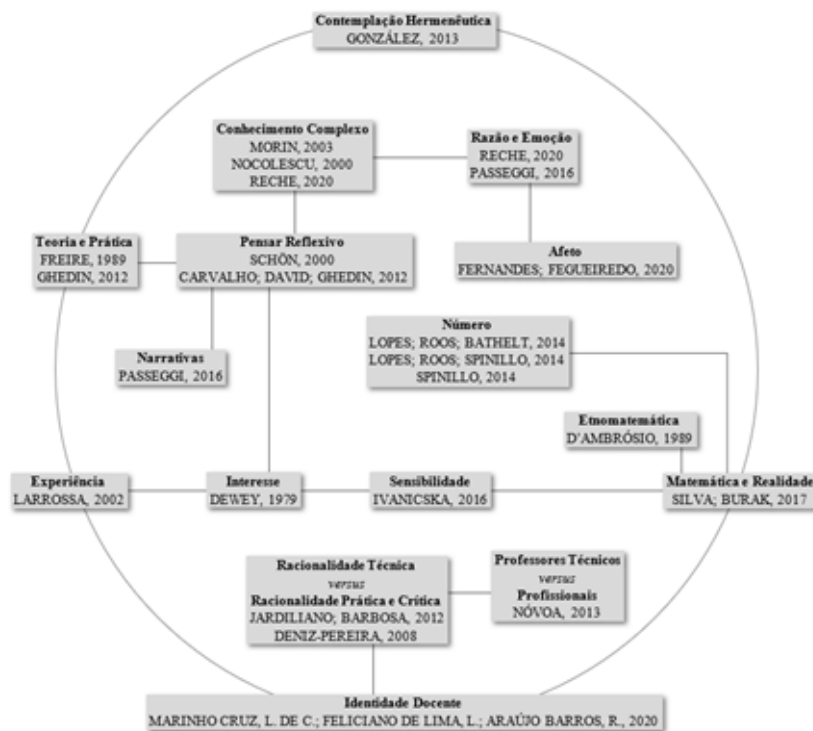 Contemplação Hermenêutica
GONZÁLEZ, 2013
Conhecimento Complexo
MORIN, 2003
NOCOLESCU, 2000
RECHE, 2020
Razão e Emoção
RECHE, 2020
PASSEGGI, 2016
Teoria e Prática
FREIRE, 1989
GHEDIN, 2012
Pensar Reflexivo
SCHÖN, 2000
CARVALHO; DAVID; GHEDIN, 2012
Afeto
FERNANDES; FEGUEIREDO, 2020
Número
LOPES; ROOS; BATHELT, 2014
LOPES; ROOS; SPINILLO, 2014
SPINILLO, 2014
Narrativas
PASSEGGI, 2016
Etnomatemática
D'AMBRÓSIO, 1989
Experiência
LARROSSA, 2002
Interesse
DEWEY, 1979
Sensibilidade
IVANICSKA, 2016
Matemática e Realidade
SILVA; BURAK, 2017
Racionalidade Técnica
versus
Racionalidade Prática e Crítica
JARDILIANO; BARBOSA, 2012
DENIZ-PEREIRA, 2008
Professores Técnicos
versus
Profissionais
NÓVOA, 2013
Identidade Docente
MARINHO CRUZ, L. DE C.; FELICIANO DE LIMA, L.; ARAÚJO BARROS, R., 2020